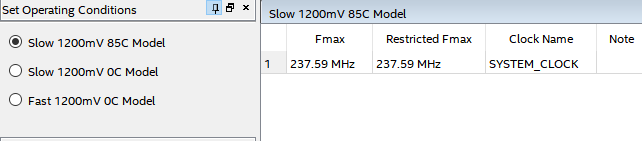 Set Operating Conditions
Slow 1200mV 85C Model
Slow 1200mV 0C Model
Fast 1200mV 0C Model
Slow 1200mV 85C Model
Fmax Restricted Fmax Clock Name Note
1 237.59 MHz 237.59 MHz SYSTEM_CLOCK